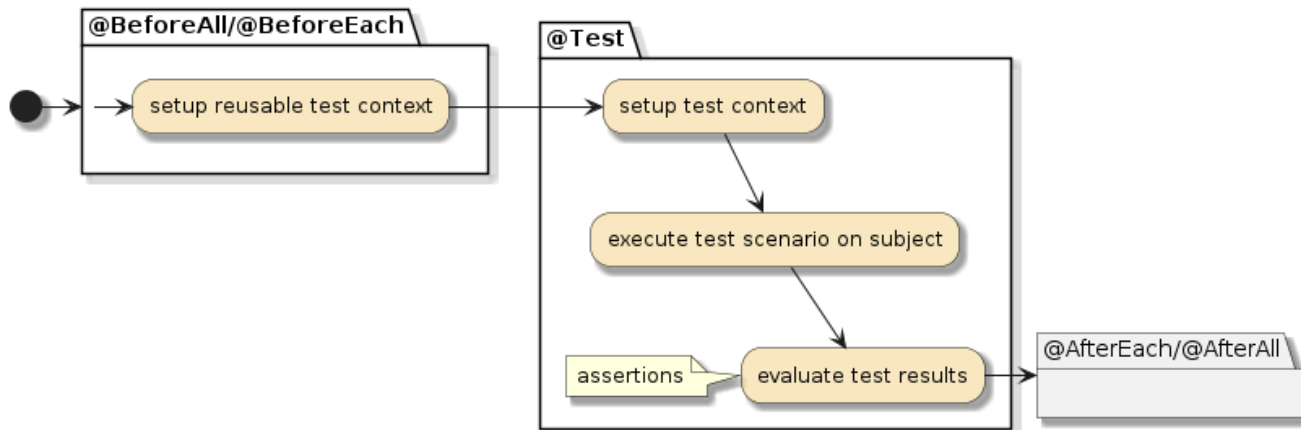 @BeforeAll/@BeforeEach
setup reusable test context
@Test
setup test context
execute test scenario on subject
assertions
evaluate test results
@AfterEach/@AfterAll